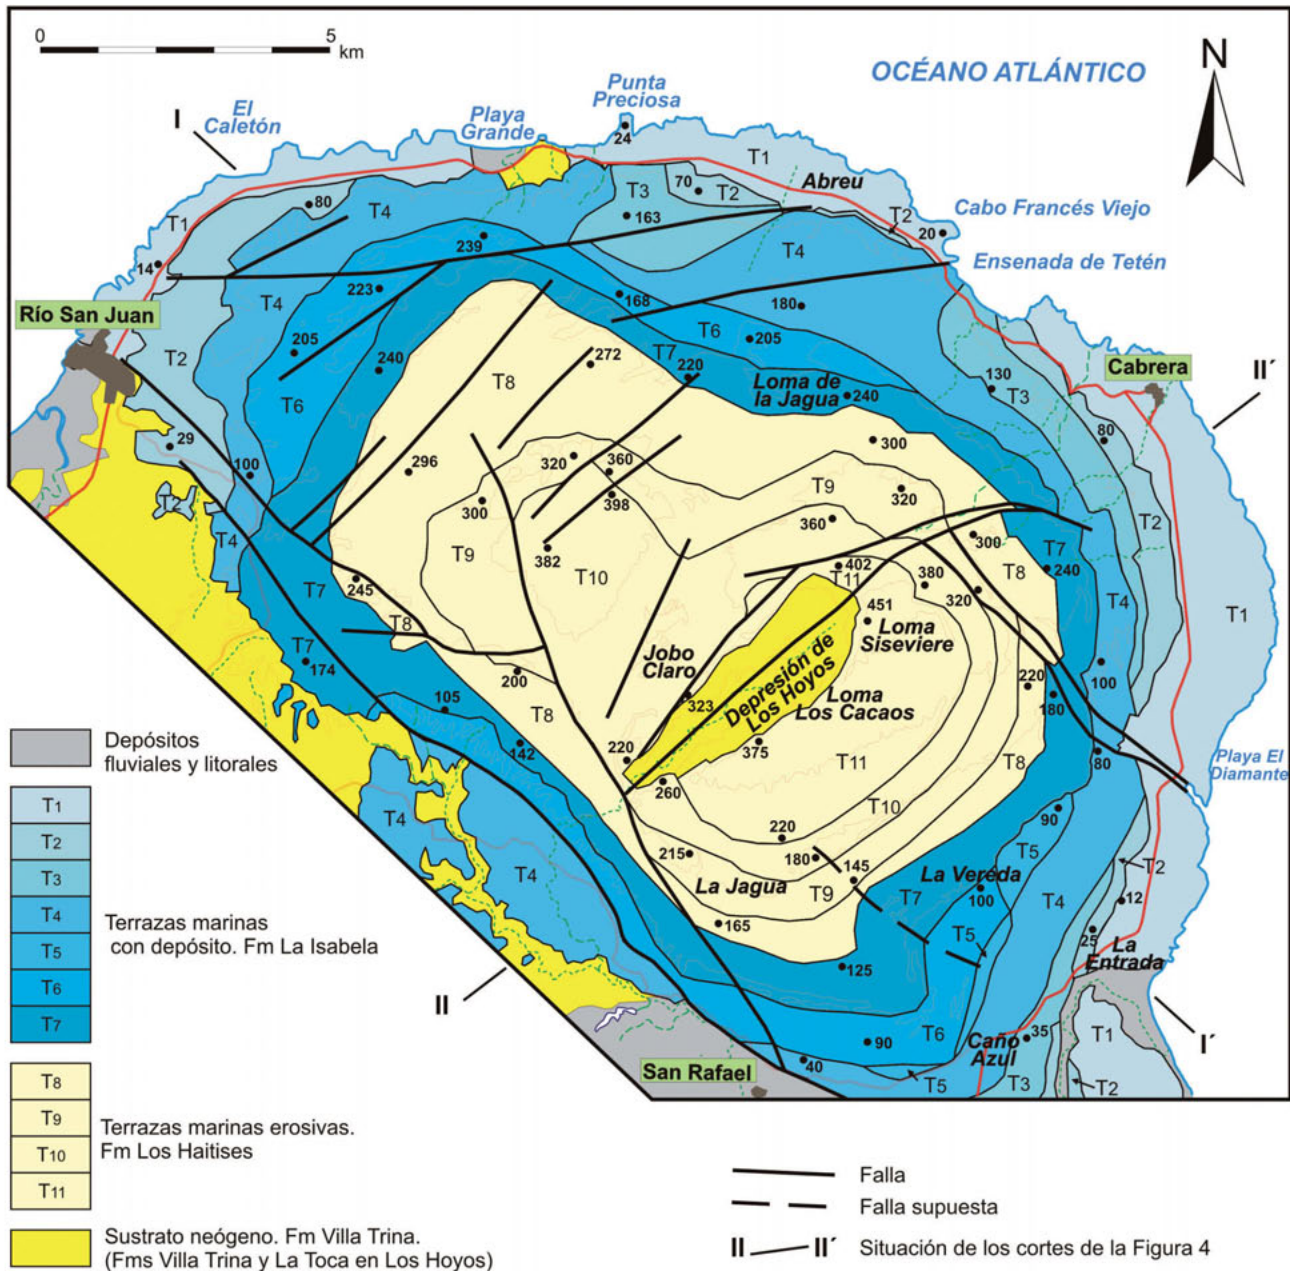 0 5
km
OCÉANO ATLÁNTICO
N
Punta
Preciosa
El
Caletón
Playa
Grande
I
24
T1
Abreu
T3
70
T2
T4
80
T1
163
T2
Cabo Francés Viejo
20
239
T4
Ensenada de Tetén
14
T4
223
168
180
Río San Juan
205
T6
205
T2
240
272
T7
220
Loma de
la Jagua
240
T8
130
T3
Cabrera
II´
T6
29
100
296
320
360
300
80
T9
320
T2
300
398
360
T2
T4
T9
382
T10
300
T7
T8
240
402
T11
380
320
T4
T7
245
451
Loma
Siseviere
T1
T8
Jobo
Claro
Depresión de
Los Hoyos
T7
174
200
220
100
T8
323
Loma
Los Cacaos
180
105
142
220
375
80
Playa El
Diamante
T11
T8
260
T10
90
T4
220
T5
T2
215
180
145
La Veréda
T4
T4
La Jagua
T9
T7
100
12
165
25
T5
La
Entrada
125
II
T6
Caño
Azul
35
T1
I´
90
San Rafael
40
T5
T3
T2
Depósitos
fluviales y litorales
T1
T2
T3
T4
T5
T6
T7
Terrazas marinas
con depósito. Fm La Isabela
T8
T9
T10
T11
Terrazas marinas erosivas.
Fm Los Haitises
Sustrato neógeno. Fm Villa Trina.
(Fms Villa Trina y La Toca en Los Hoyos)
Falla
Falla supuesta
II II´ Situación de los cortes de la Figura 4